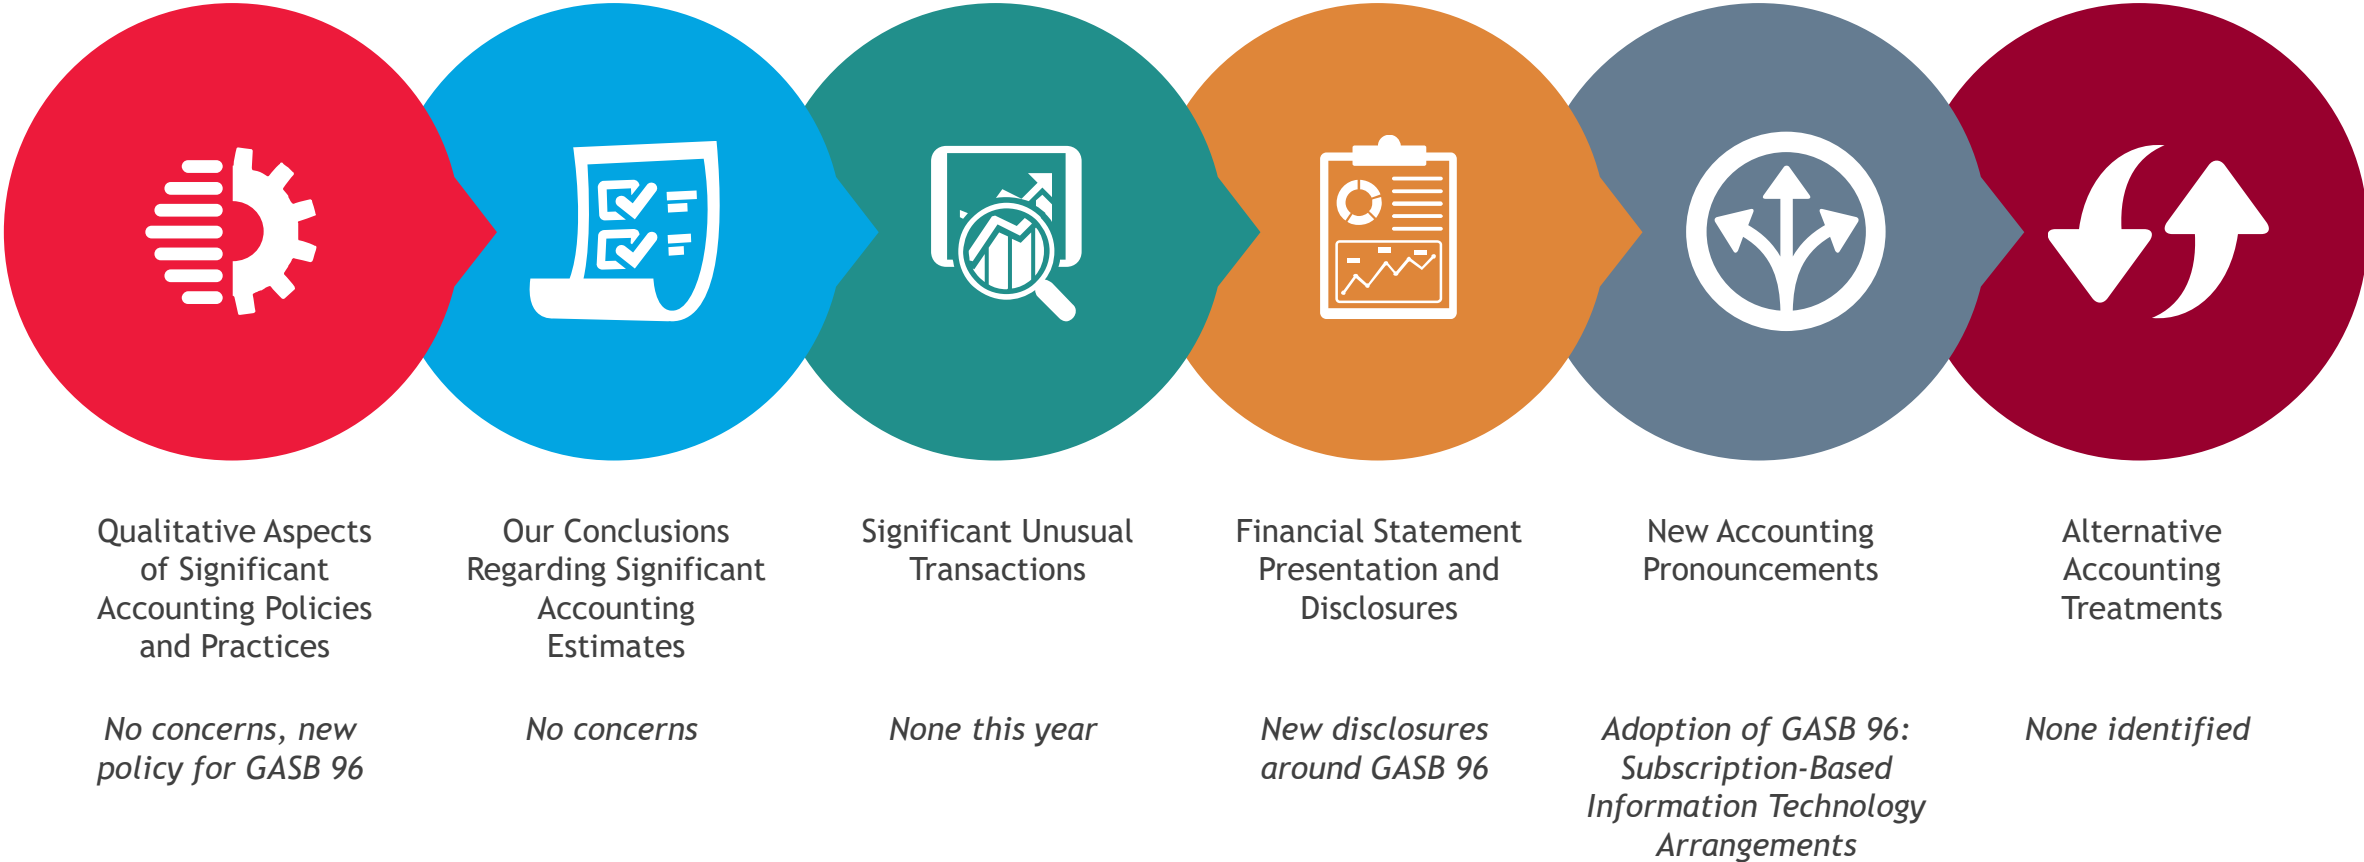 Qualitative Aspects
of Significant
Accounting Policies
and Practices
No concerns, new
policy for GASB 96
Our Conclusions
Regarding Significant
Accounting
Estimates
No concerns
Significant Unusual
Transactions
None this year
Financial Statement
Presentation and
Disclosures
New disclosures
around GASB 96
New Accounting
Pronouncements
Adoption of GASB 96:
Subscription-Based
Information Technology
Arrangements
Alternative
Accounting
Treatments
None identified